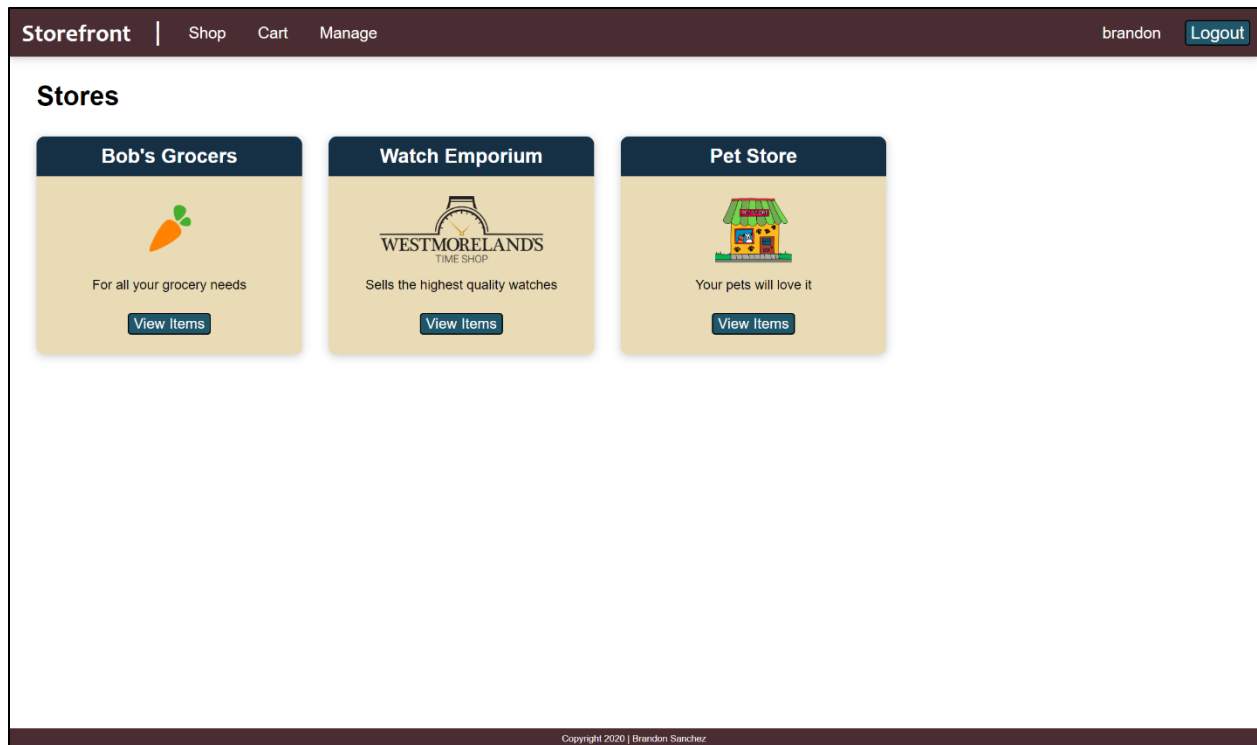 Storefront | Shop Cart Manage brandon Logout
Stores
Bob's Grocers
For all your grocery needs
View Items
Watch Emporium
WESTMORELAND'S
TIME SHOP
Sells the highest quality watches
View Items
Pet Store
Your pets will love it
View Items
Copyright 2020 | Brandon Sanchez